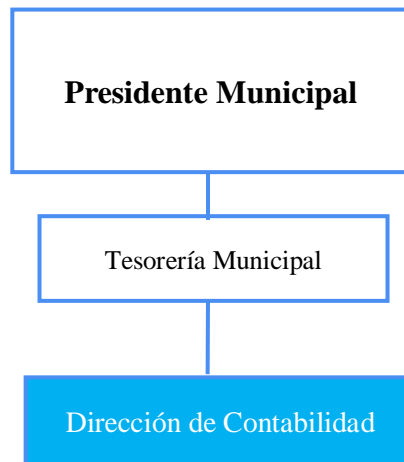 Presidente Municipal
Tesorería Municipal
Dirección de Contabilidad